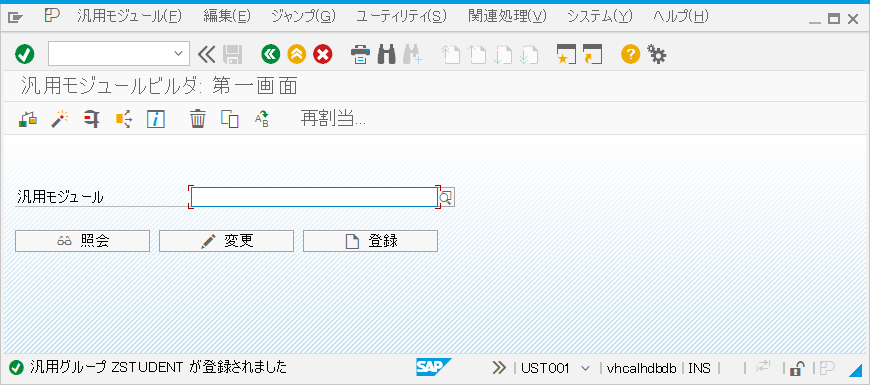 汎用モジュール(F) 編集(E) ジャンプ(G) ユーティリティ(S) 関連処理(V) システム(Y) ヘルプ(H)
汎用モジュールビルダ: 第一画面
再割当...
汎用モジュール
照会 変更 登録
汎用グループ ZSTUDENT が登録されました SAP UST001 vhcalhdbdb INS